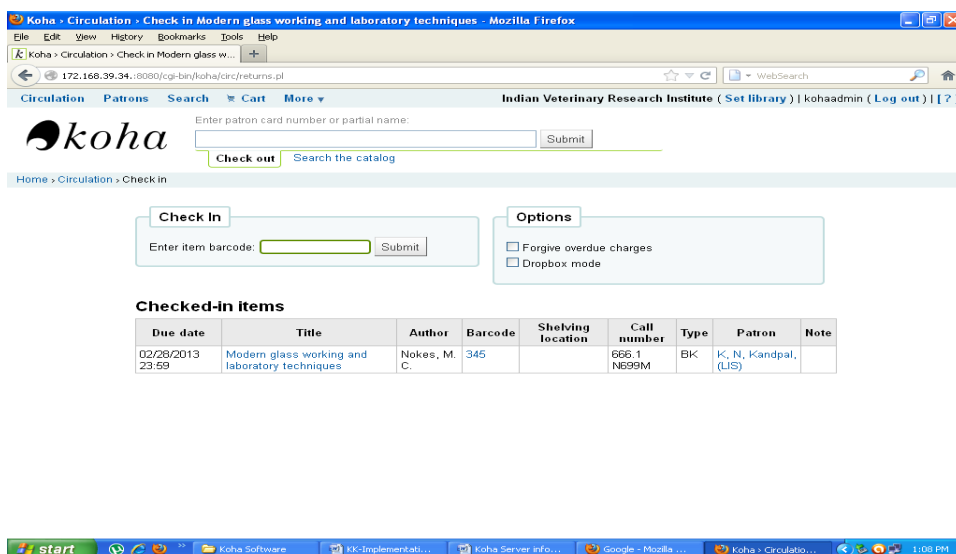 Koha › Circulation › Check in Modern glass working and laboratory techniques - Mozilla Firefox
File Edit View History Bookmarks Tools Help
Koha › Circulation › Check in Modern glass w... +
172.168.39.34.:8080/cgi-bin/koha/circ/returns.pl WebSearch
Circulation Patrons Search Cart More Indian Veterinary Research Institute ( Set library ) | kohaadmin ( Log out ) | [ ?
koha
Enter patron card number or partial name:
Submit
Check out Search the catalog
Home › Circulation › Check in
Check In
Enter item barcode: Submit
Options
Forgive overdue charges
Dropbox mode
Checked-in items
Due date Title Author Barcode Shelving location Call number Type Patron Note
02/28/2013 Modern glass working and Nokes, M. 345 666.1 BK K, N, Kandpal,
23:59 laboratory techniques C. N699M (LIS)
start Koha Software KK-Implementati... Koha Server info... Google - Mozilla ... Koha › Circulatio... 1:08 PM